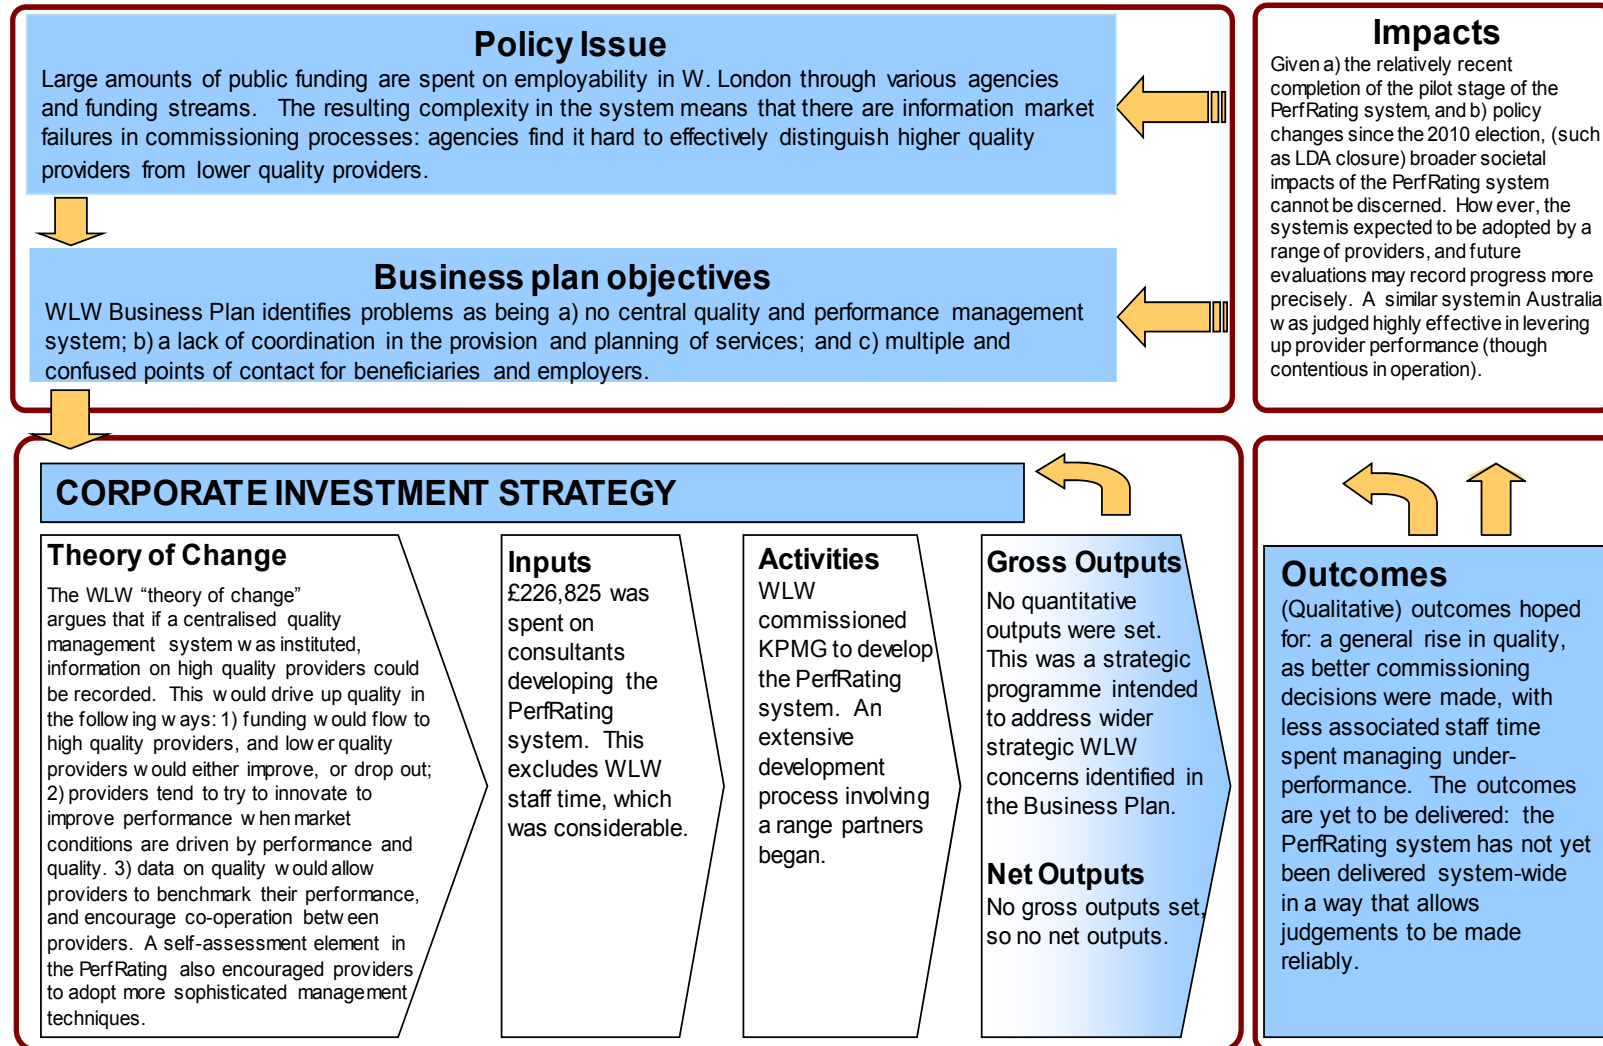 Policy Issue
Large amounts of public funding are spent on employability in W. London through various agencies
and funding streams. The resulting complexity in the system means that there are information market
failures in commissioning processes: agencies find it hard to effectively distinguish higher quality
providers from lower quality providers.
Business plan objectives
WLW Business Plan identifies problems as being a) no central quality and performance management
system; b) a lack of coordination in the provision and planning of services; and c) multiple and
confused points of contact for beneficiaries and employers.
Impacts
Given a) the relatively recent
completion of the pilot stage of the
PerfRating system, and b) policy
changes since the 2010 election, (such
as LDA closure) broader societal
impacts of the PerfRating system
cannot be discerned. However, the
system is expected to be adopted by a
range of providers, and future
evaluations may record progress more
precisely. A similar system in Australia
was judged highly effective in levering
up provider performance (though
contentious in operation).
CORPORATE INVESTMENT STRATEGY
Theory of Change
The WLW “theory of change”
argues that if a centralised quality
management system was instituted,
information on high quality providers could
be recorded. This would drive up quality in
the following ways: 1) funding would flow to
high quality providers, and lower quality
providers would either improve, or drop out;
2) providers tend to try to innovate to
improve performance when market
conditions are driven by performance and
quality. 3) data on quality would allow
providers to benchmark their performance,
and encourage co-operation between
providers. A self-assessment element in
the PerfRating also encouraged providers
to adopt more sophisticated management
techniques.
Inputs
£226,825 was
spent on
consultants
developing the
PerfRating
system. This
excludes WLW
staff time, which
was considerable.
Activities
WLW
commissioned
KPMG to develop
the PerfRating
system. An
extensive
development
process involving
a range partners
began.
Gross Outputs
No quantitative
outputs were set.
This was a strategic
programme intended
to address wider
strategic WLW
concerns identified in
the Business Plan.
Net Outputs
No gross outputs set,
so no net outputs.
Outcomes
(Qualitative) outcomes hoped
for: a general rise in quality,
as better commissioning
decisions were made, with
less associated staff time
spent managing under-
performance. The outcomes
are yet to be delivered: the
PerfRating system has not yet
been delivered system-wide
in a way that allows
judgements to be made
reliably.